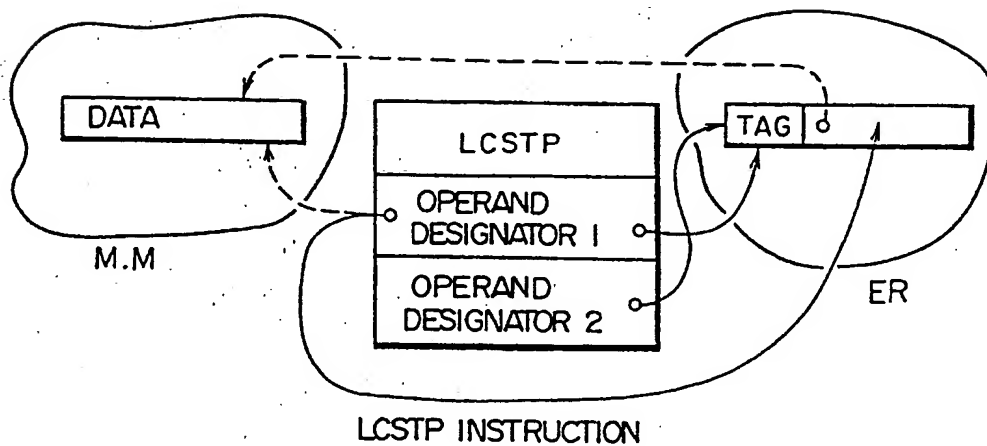 DATA
LCSTP
TAG
OPERAND
DESIGNATOR 1
OPERAND
DESIGNATOR 2
M.M
ER
LCSTP INSTRUCTION